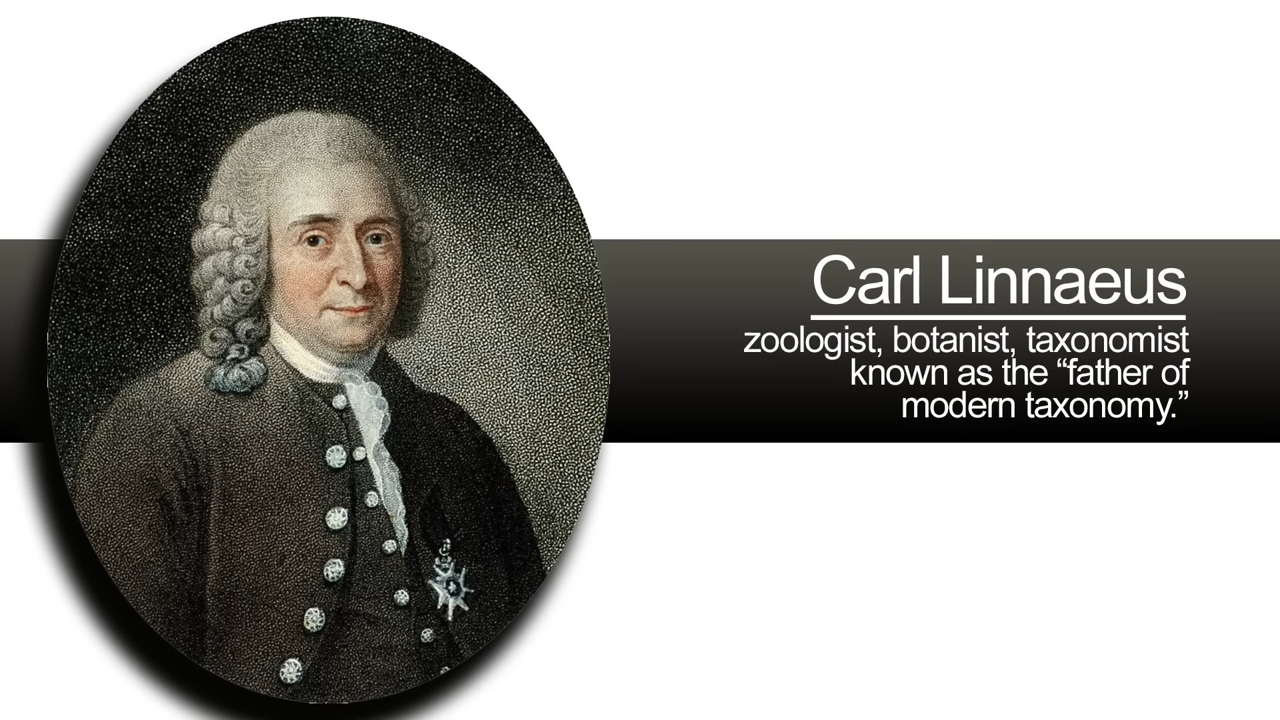 Carl Linnaeus
zoologist, botanist, taxonomist
known as the “father of
modern taxonomy.”